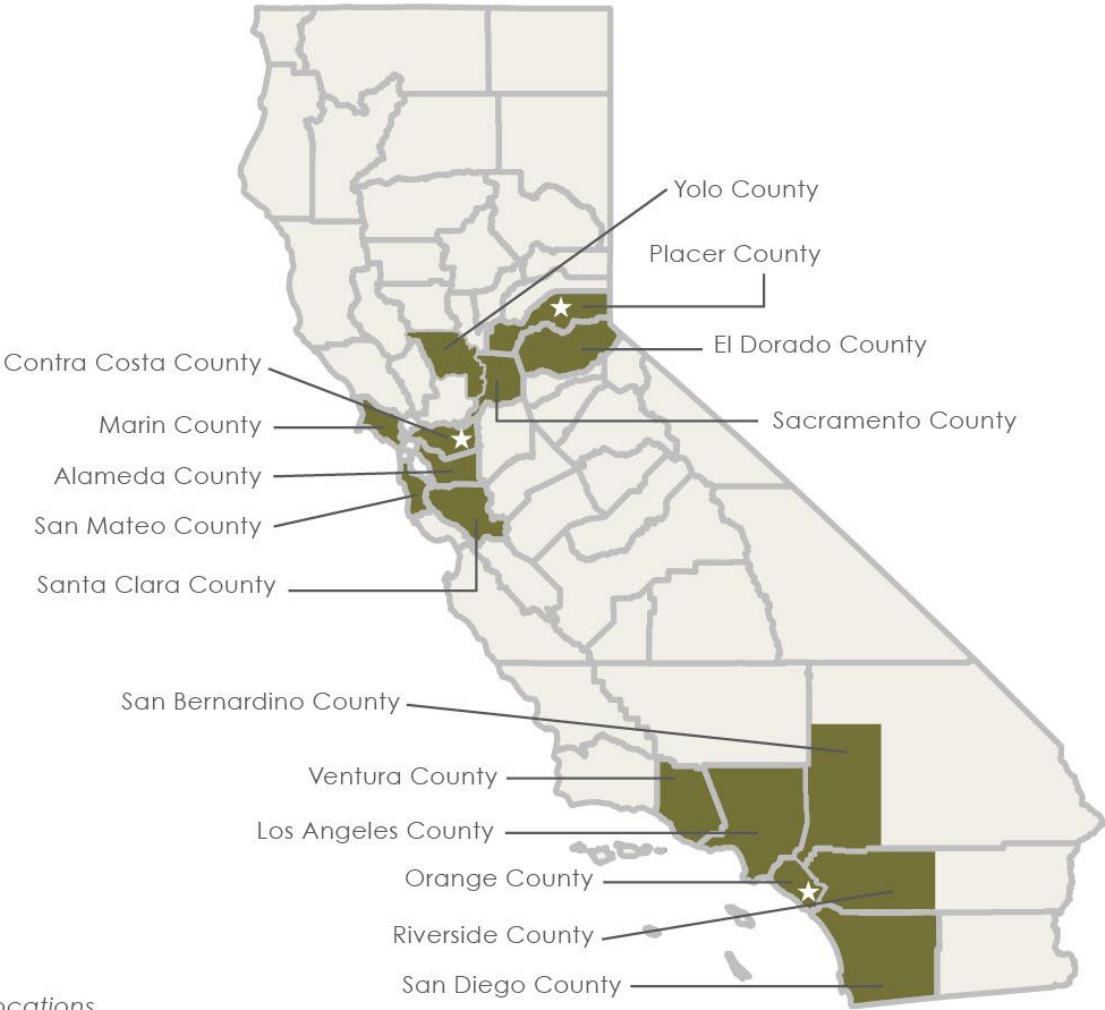 Yolo County
Placer County
El Dorado County
Contra Costa County
Marin County
Sacramento County
Alameda County
San Mateo County
Santa Clara County
San Bernardino County
Ventura County
Los Angeles County
Orange County
Riverside County
San Diego County